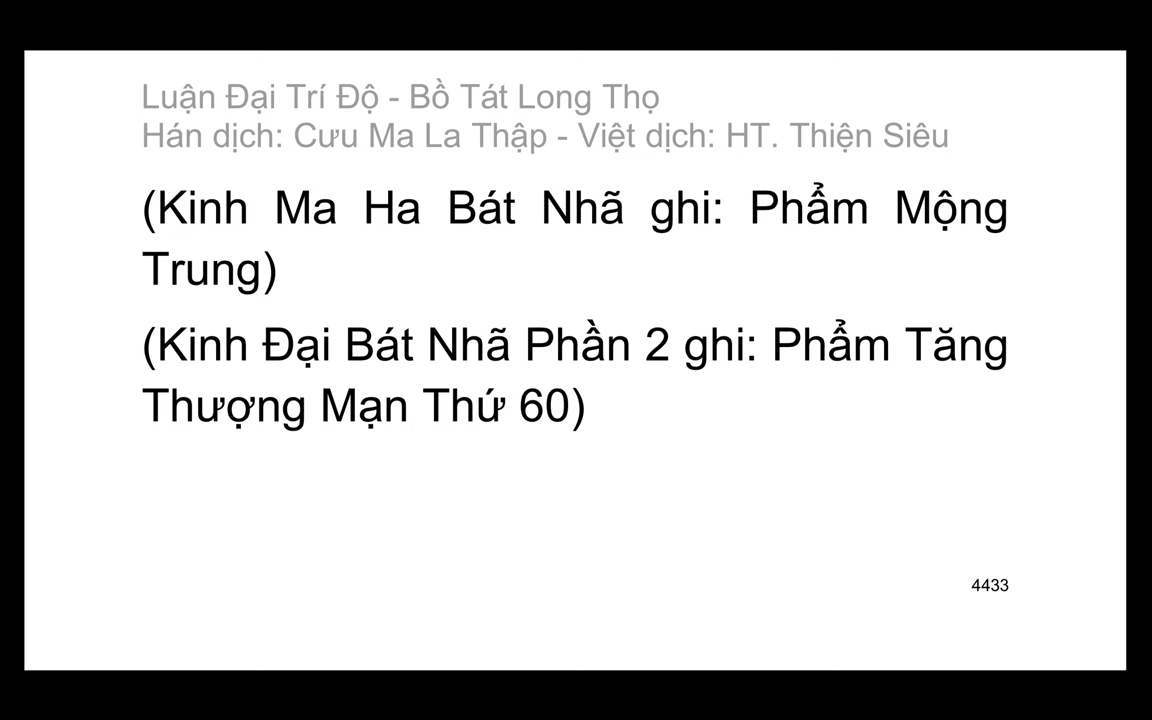 Luận Đại Trí Độ - Bồ Tát Long Thọ
Hán dịch: Cưu Ma La Thập - Việt dịch: HT. Thiện Siêu
(Kinh Ma Ha Bát Nhã ghi: Phẩm Mộng
Trung)
(Kinh Đại Bát Nhã Phần 2 ghi: Phẩm Tăng
Thượng Mạn Thứ 60)
4433